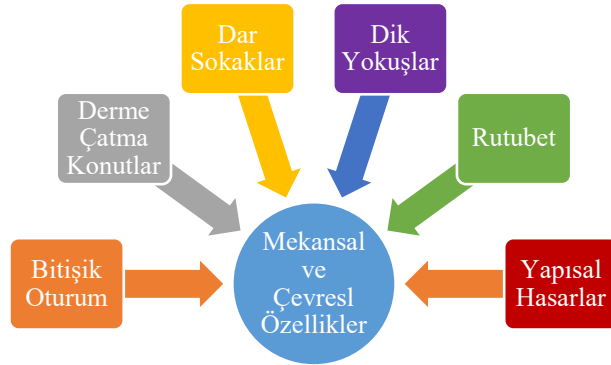 Dar
Sokaklar
Dik
Yokuşlar
Derme
Çatma
Konutlar
Rutubet
Bitişik
Oturum
Mekansal
ve
Çevresl
Özellikler
Yapısal
Hasarlar